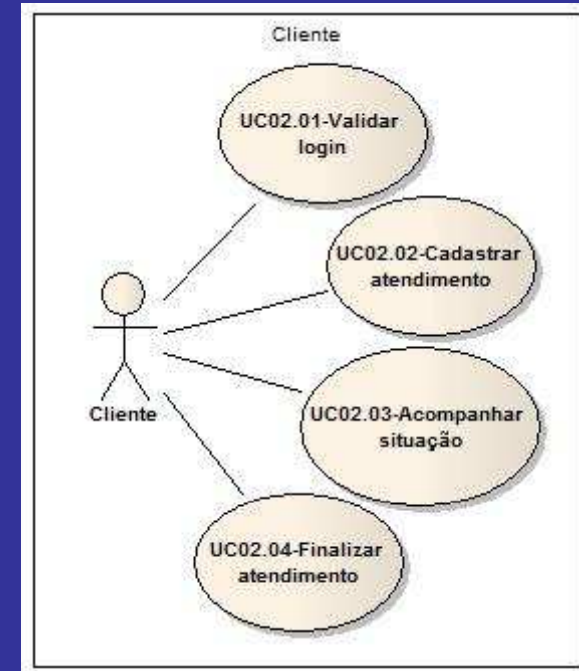 Cliente
UC02.01-Validar
login
UC02.02-Cadastrar
atendimento
Cliente
UC02.03-Acompanhar
situação
UC02.04-Finalizar
atendimento